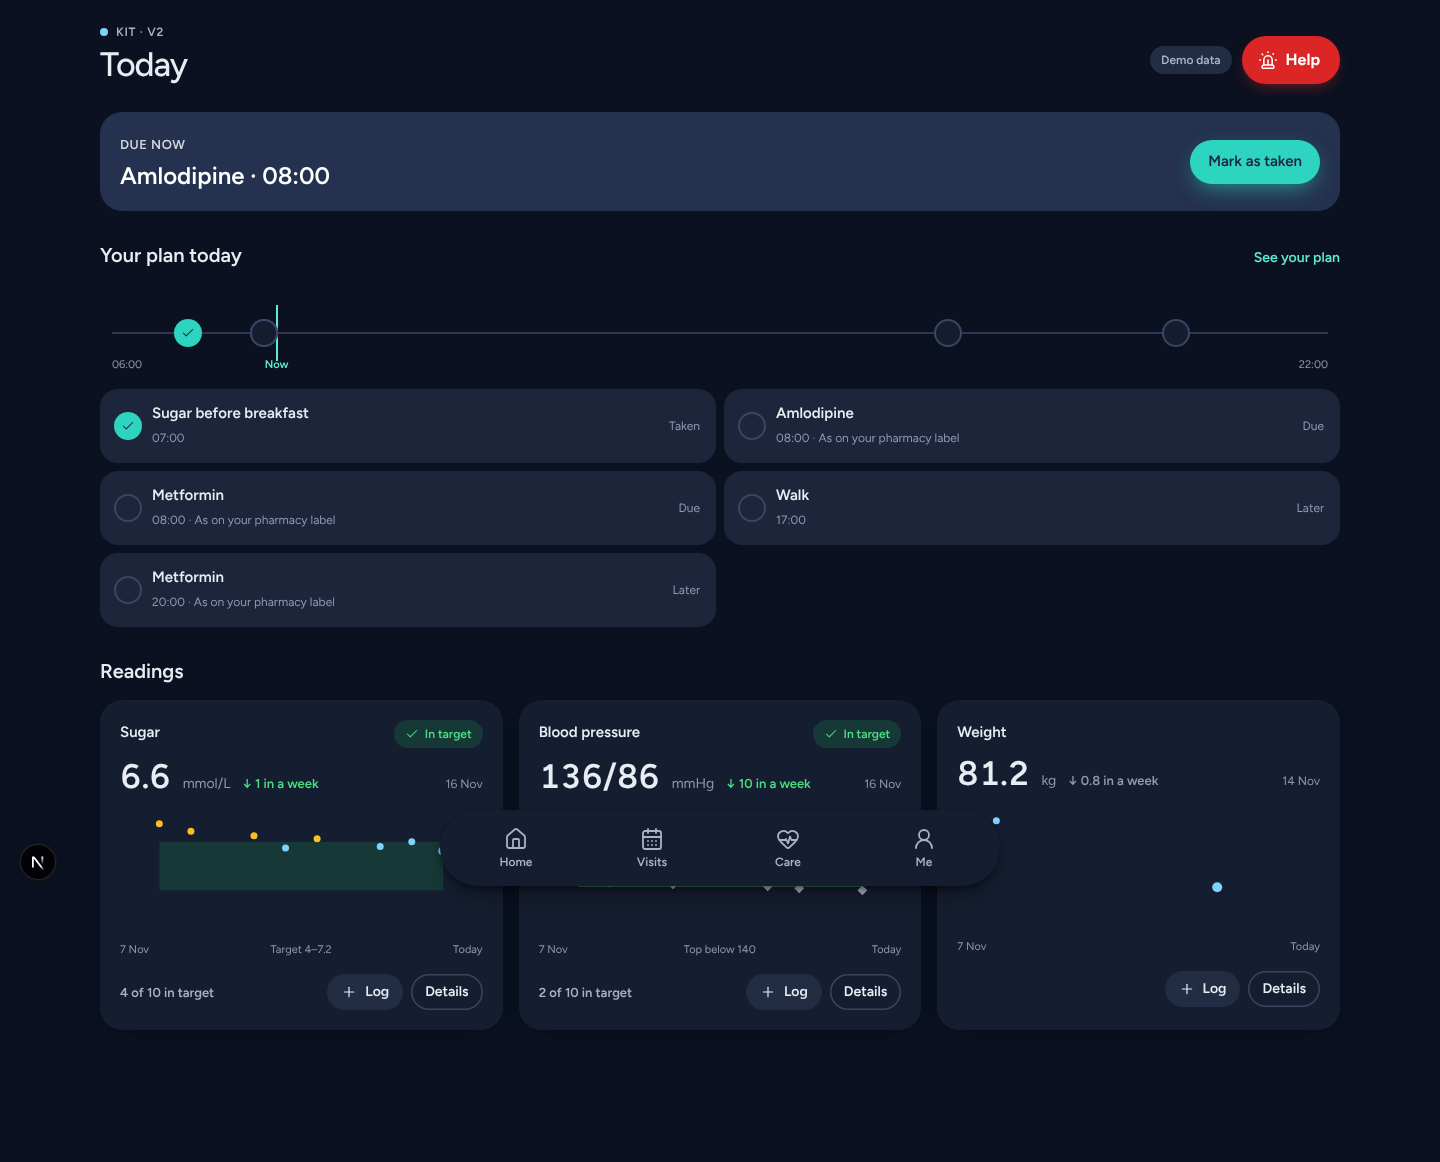 KIT · V2
Today
Demo data
Help
DUE NOW
Amlodipine · 08:00
Mark as taken
Your plan today
See your plan
06:00
Now
22:00
Sugar before breakfast
07:00
Taken
Amlodipine
08:00 · As on your pharmacy label
Due
Metformin
08:00 · As on your pharmacy label
Due
Walk
17:00
Later
Metformin
20:00 · As on your pharmacy label
Later
Readings
Sugar
In target
6.6 mmol/L ↓ 1 in a week
16 Nov
7 Nov
Target 4–7.2
Today
4 of 10 in target
+ Log
Details
Blood pressure
In target
136/86 mmHg ↓ 10 in a week
16 Nov
7 Nov
Top below 140
Today
2 of 10 in target
+ Log
Details
Weight
81.2 kg ↓ 0.8 in a week
14 Nov
7 Nov
Today
+ Log
Details
Home
Visits
Care
Me
N